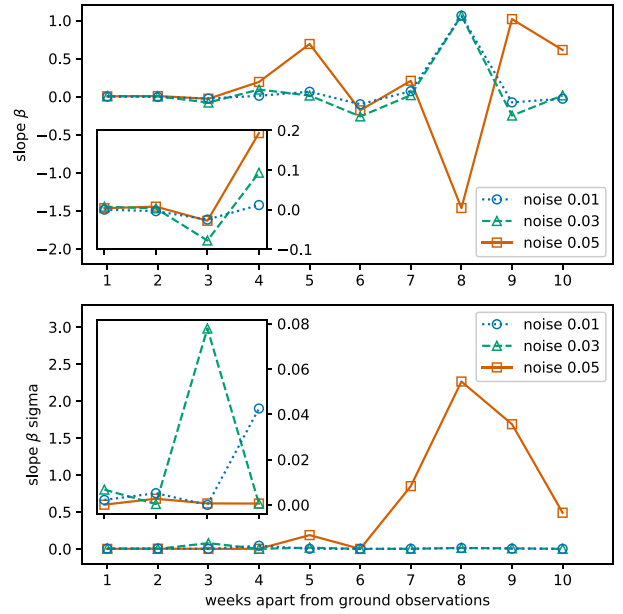 1.0
0.5
0.0
−0.5
−1.0
−1.5
−2.0
slope β
0.2
0.1
0.0
−0.1
noise 0.01
noise 0.03
noise 0.05
1 2 3 4 5 6 7 8 9 10
3.0
2.5
2.0
1.5
1.0
0.5
0.0
slope β sigma
0.08
0.06
0.04
0.02
0.00
noise 0.01
noise 0.03
noise 0.05
1 2 3 4 5 6 7 8 9 10
weeks apart from ground observations